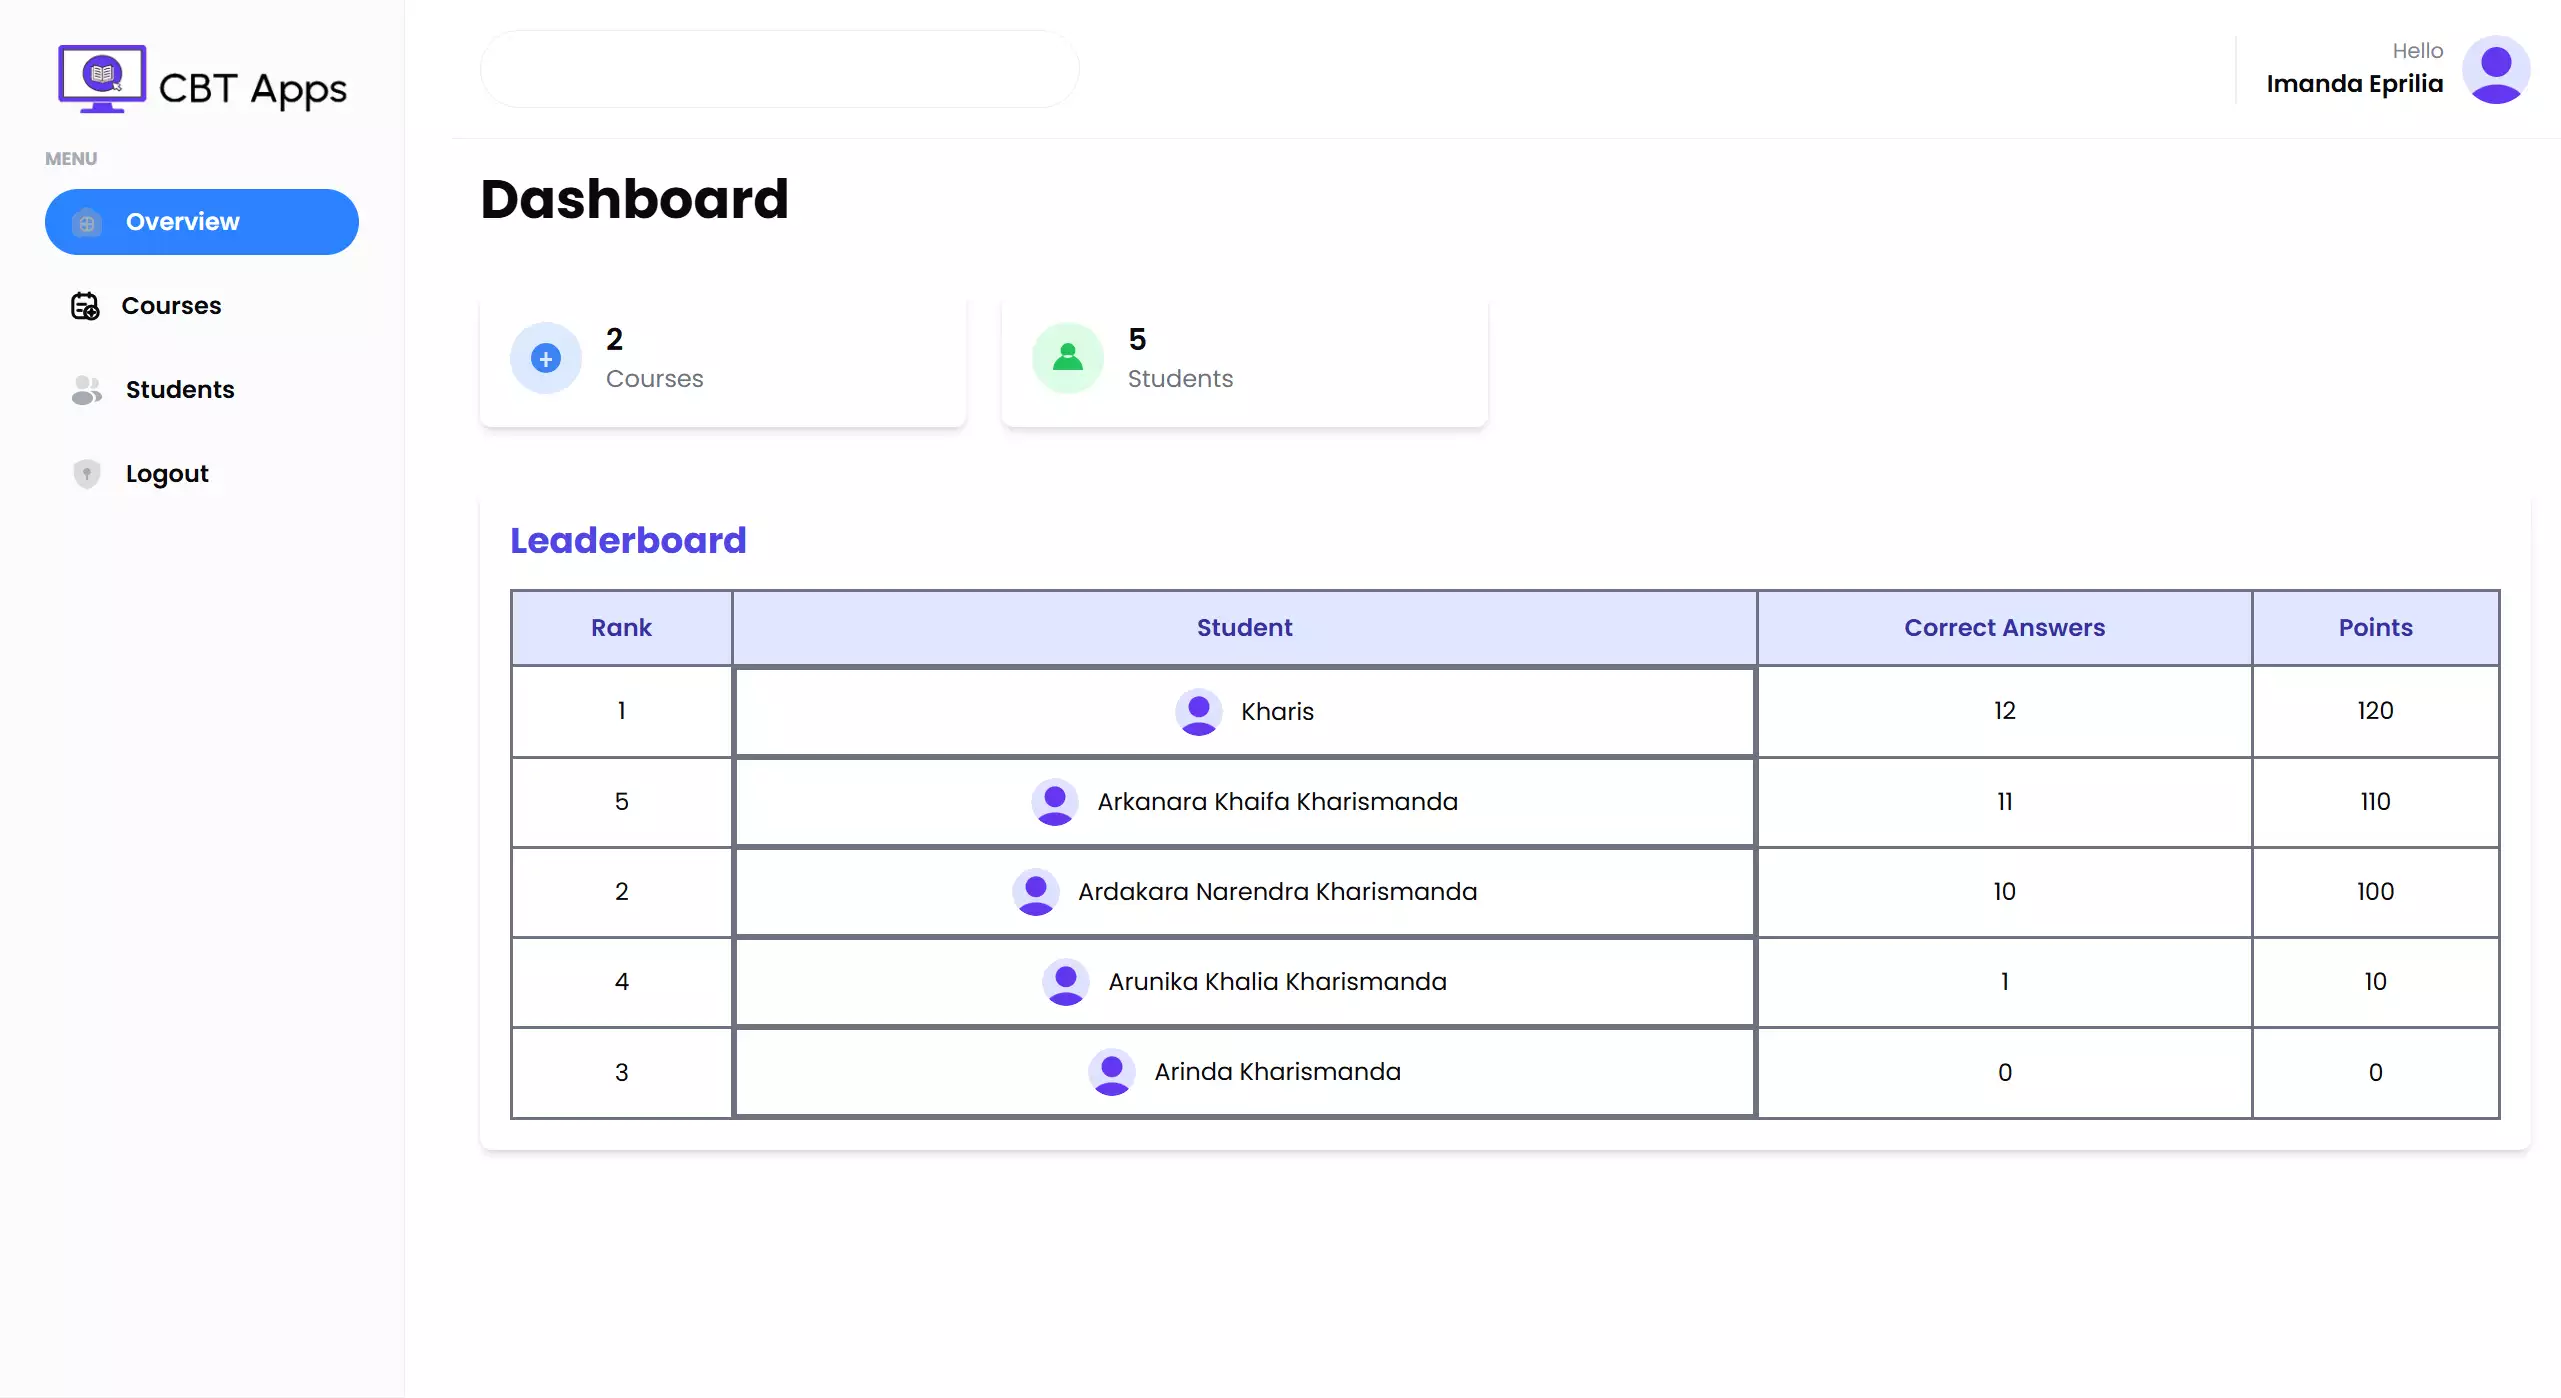 CBT Apps
MENU
Overview
Courses
Students
Logout
Hello
Imanda Eprilia
Dashboard
2
Courses
5
Students
Leaderboard
Rank Student Correct Answers Points
1 Kharis 12 120
5 Arkanara Khaifa Kharismanda 11 110
2 Ardakara Narendra Kharismanda 10 100
4 Arunika Khalia Kharismanda 1 10
3 Arinda Kharismanda 0 0